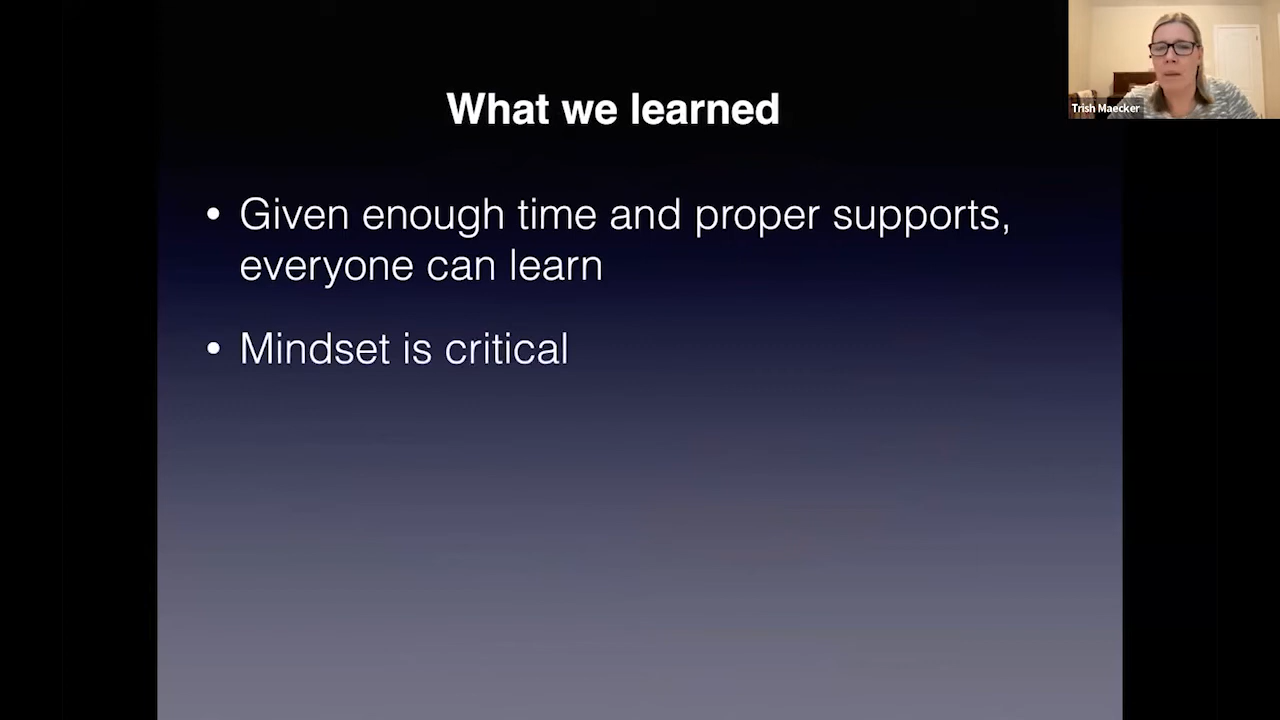 What we learned
Trish Maecker
• Given enough time and proper supports,
everyone can learn
• Mindset is critical